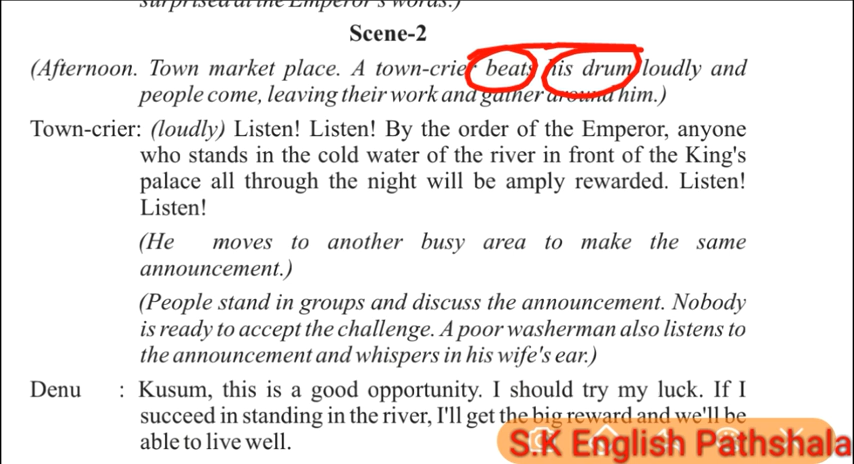 surprised at the Emperor's words.)
Scene-2
(Afternoon. Town market place. A town-crier beats his drum loudly and
people come, leaving their work and gather around him.)
Town-crier: (loudly) Listen! Listen! By the order of the Emperor, anyone
who stands in the cold water of the river in front of the King's
palace all through the night will be amply rewarded. Listen!
Listen!
(He moves to another busy area to make the same
announcement.)
(People stand in groups and discuss the announcement. Nobody
is ready to accept the challenge. A poor washerman also listens to
the announcement and whispers in his wife's ear.)
Denu : Kusum, this is a good opportunity. I should try my luck. If I
succeed in standing in the river, I'll get the big reward and we'll be
able to live well.
S.K English Pathshala